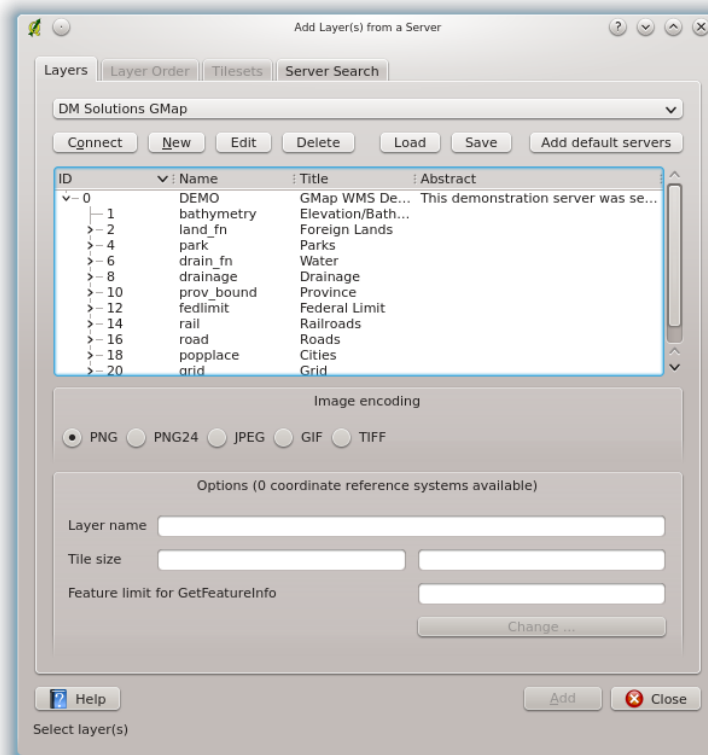 Add Layer(s) from a Server
Layers Layer Order Tilesets Server Search
DM Solutions GMap
Connect New Edit Delete Load Save Add default servers
ID Name Title Abstract
0 DEMO GMap WMS De... This demonstration server was se...
1 bathymetry Elevation/Bath...
2 land_fn Foreign Lands
4 park Parks
6 drain_fn Water
8 drainage Drainage
10 prov_bound Province
12 fedlimit Federal Limit
14 rail Railroads
16 road Roads
18 popplace Cities
20 grid Grid
Image encoding
PNG PNG24 JPEG GIF TIFF
Options (0 coordinate reference systems available)
Layer name
Tile size
Feature limit for GetFeatureInfo
Change ...
Help Add Close
Select layer(s)